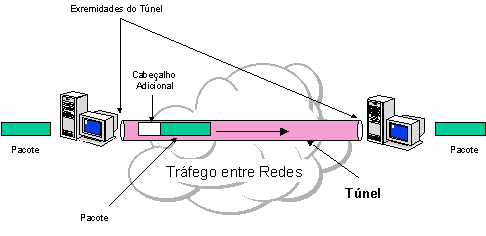 Exremidades do Túnel
Cabeçalho
Adicional
Pacote
Pacote
Tráfego entre Redes
Túnel
Pacote